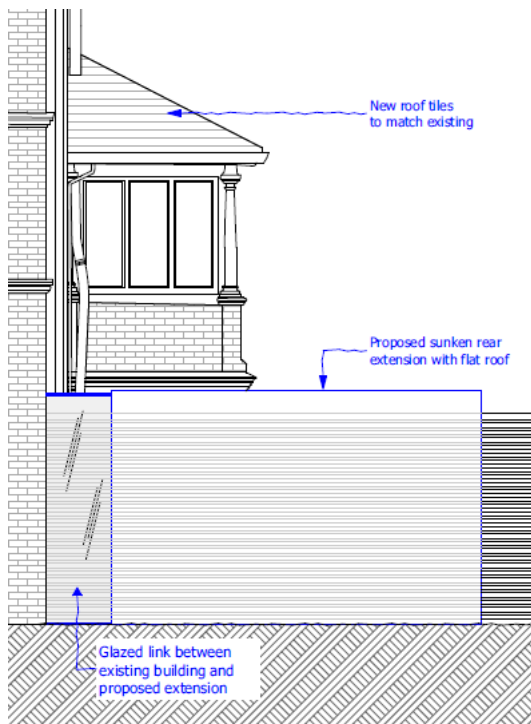 New roof tiles
to match existing
Proposed sunken rear
extension with flat roof
Glazed link between
existing building and
proposed extension